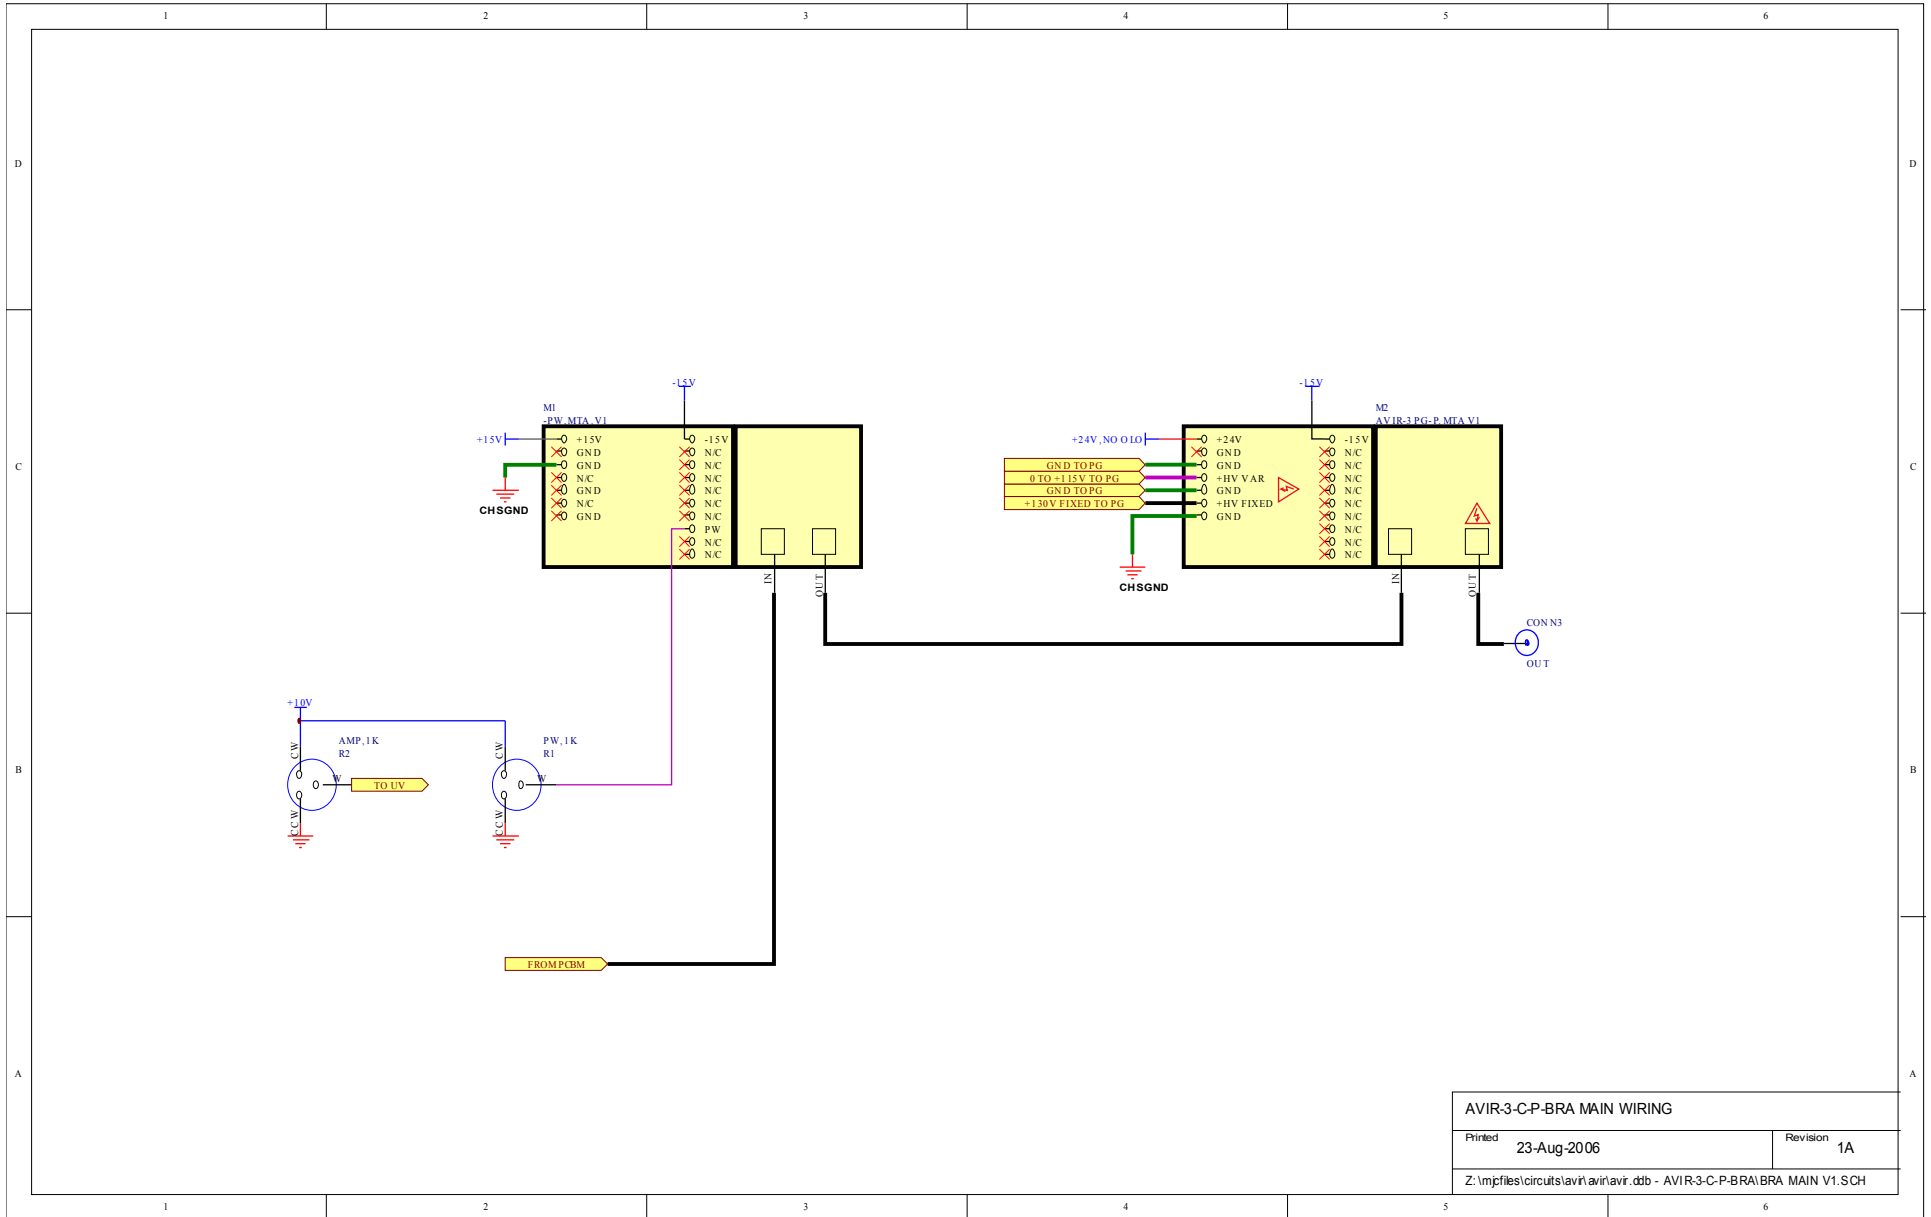 1 2 3 4 5 6
D D
C C
B B
A A
M1
-PW.MTA.V1
-15V
+15V
+15V
GND
GND
N/C
GND
N/C
GND
-15V
N/C
N/C
N/C
N/C
N/C
N/C
PW
N/C
N/C
CHSGND
IN
OUT
M2
AVIR-3 PG-P.MTA V1
-15V
+24V, NO OLO
GND TO PG
0 TO +115V TO PG
GND TO PG
+130V FIXED TO PG
+24V
GND
GND
+HV VAR
GND
+HV FIXED
GND
-15V
N/C
N/C
N/C
N/C
N/C
N/C
N/C
N/C
N/C
CHSGND
IN
OUT
CONN3
OUT
+10V
CW
AMP, 1K
R2
W
TO UV
CCW
CW
PW, 1K
R1
W
CCW
FROM PCBM
AVIR-3-C-P-BRA MAIN WIRING
Printed 23-Aug-2006
Revision 1A
Z:\mjcfiles\circuits\avir\avir\avir.ddb - AVIR-3-C-P-BRA\BRA MAIN V1.SCH
1 2 3 4 5 6